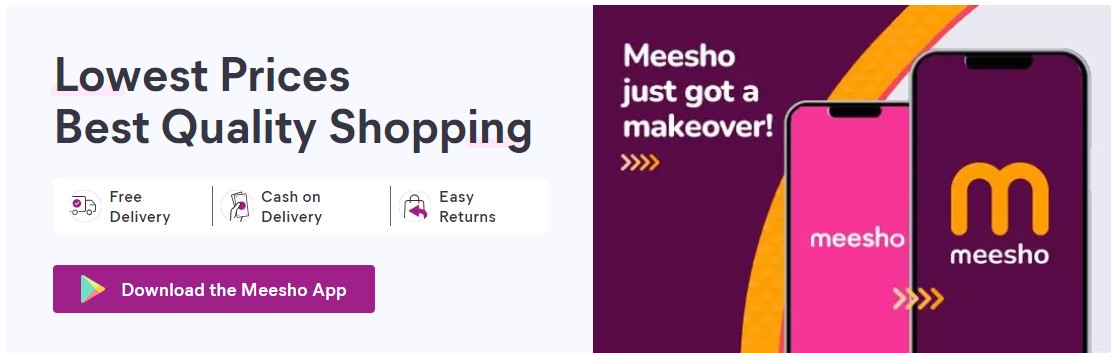 Lowest Prices
Best Quality Shopping
Free
Delivery
Cash on
Delivery
Easy
Returns
Download the Meesho App
Meesho
just got a
makeover!
meesho
meesho